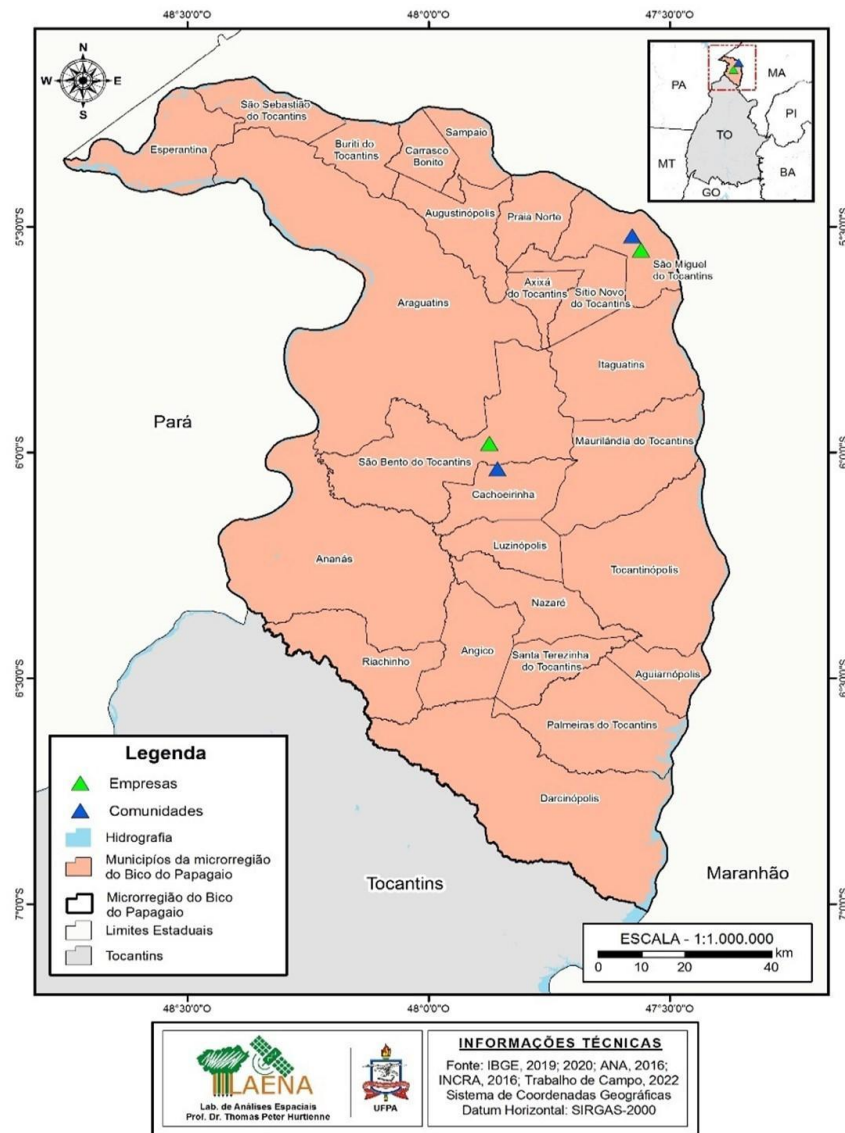 48°30'0"O
48°0'0"O
47°30'0"O
N
W
E
S
PA
MA
PI
TO
MT
BA
GO
São Sebastião
do Tocantins
Esperantina
Buriti do
Tocantins
Carrasco
Bonito
Sampaio
Augustinópolis
Praia Norte
5°30'0"S
5°30'0"S
São Miguel
do Tocantins
Axixá
do Tocantins
Sítio Novo
do Tocantins
Araguatins
Itaguatins
Pará
Maurilândia do Tocantins
6°0'0"S
6°0'0"S
São Bento do Tocantins
Cachoeirinha
Luzinópolis
Ananás
Tocantinópolis
Nazaré
Riachinho
Angico
Santa Terezinha
do Tocantins
Aguiarnópolis
6°30'0"S
6°30'0"S
Palmeiras do Tocantins
Darcinópolis
Tocantins
Maranhão
7°0'0"S
7°0'0"S
Legenda
Empresas
Comunidades
Hidrografia
Municípíos da microrregião
do Bico do Papagaio
Microrregião do Bico
do Papagaio
Limites Estaduais
Tocantins
ESCALA - 1:1.000.000
km
0 10 20 40
48°30'0"O
48°0'0"O
47°30'0"O
LAENA
Lab. de Análises Espaciais
Prof. Dr. Thomas Peter Hurtienne
UFPA
INFORMAÇÕES TÉCNICAS
Fonte: IBGE, 2019; 2020; ANA, 2016;
INCRA, 2016; Trabalho de Campo, 2022
Sistema de Coordenadas Geográficas
Datum Horizontal: SIRGAS-2000